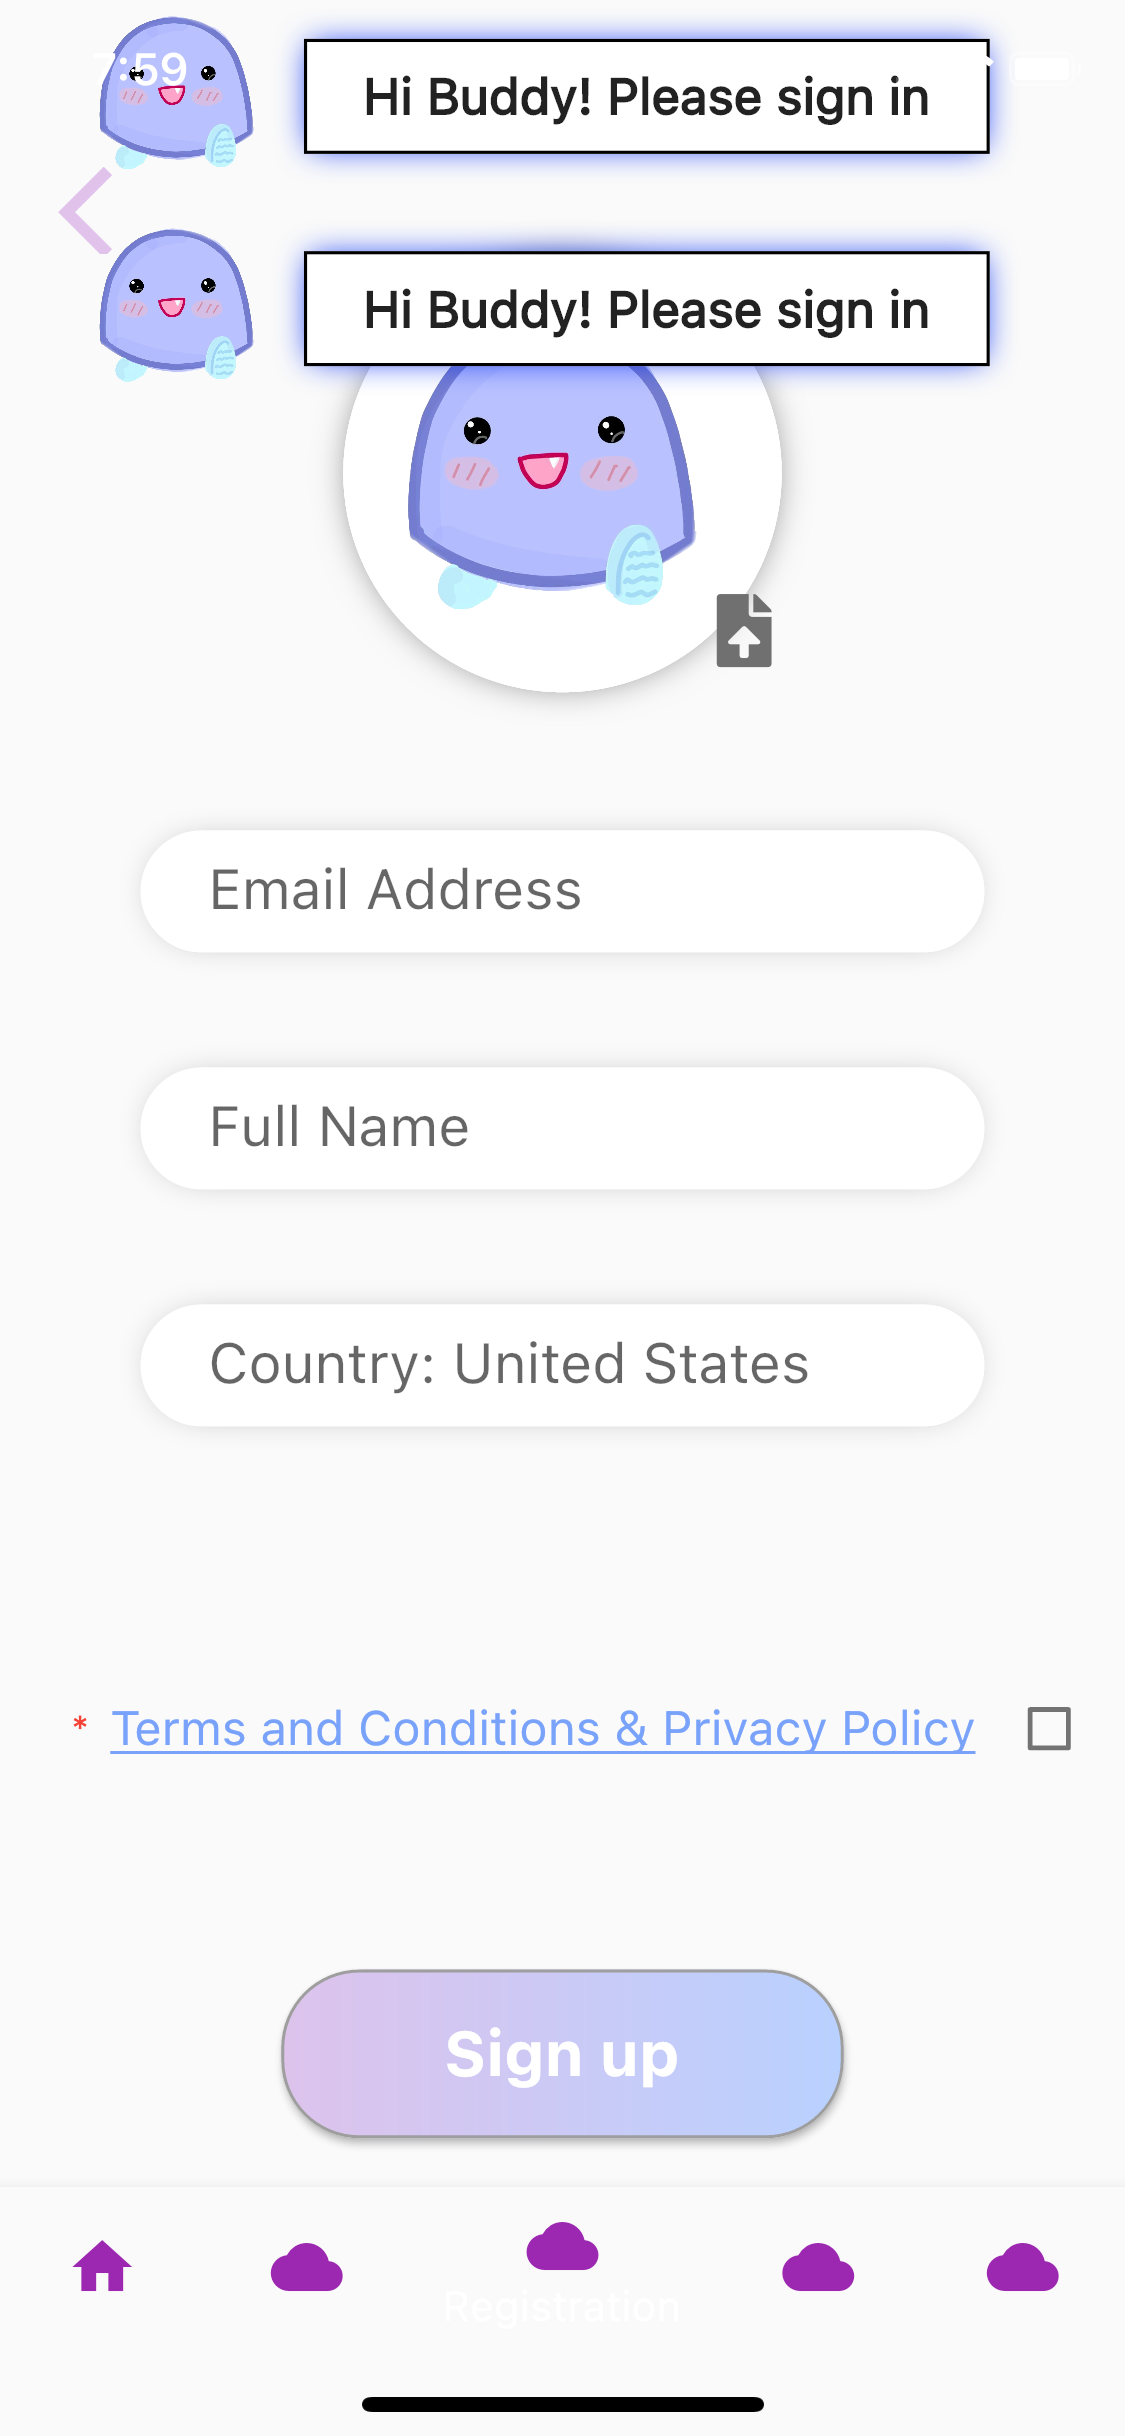 7:59
Hi Buddy! Please sign in
Hi Buddy! Please sign in
Email Address
Full Name
Country: United States
* Terms and Conditions & Privacy Policy
Sign up
Registration